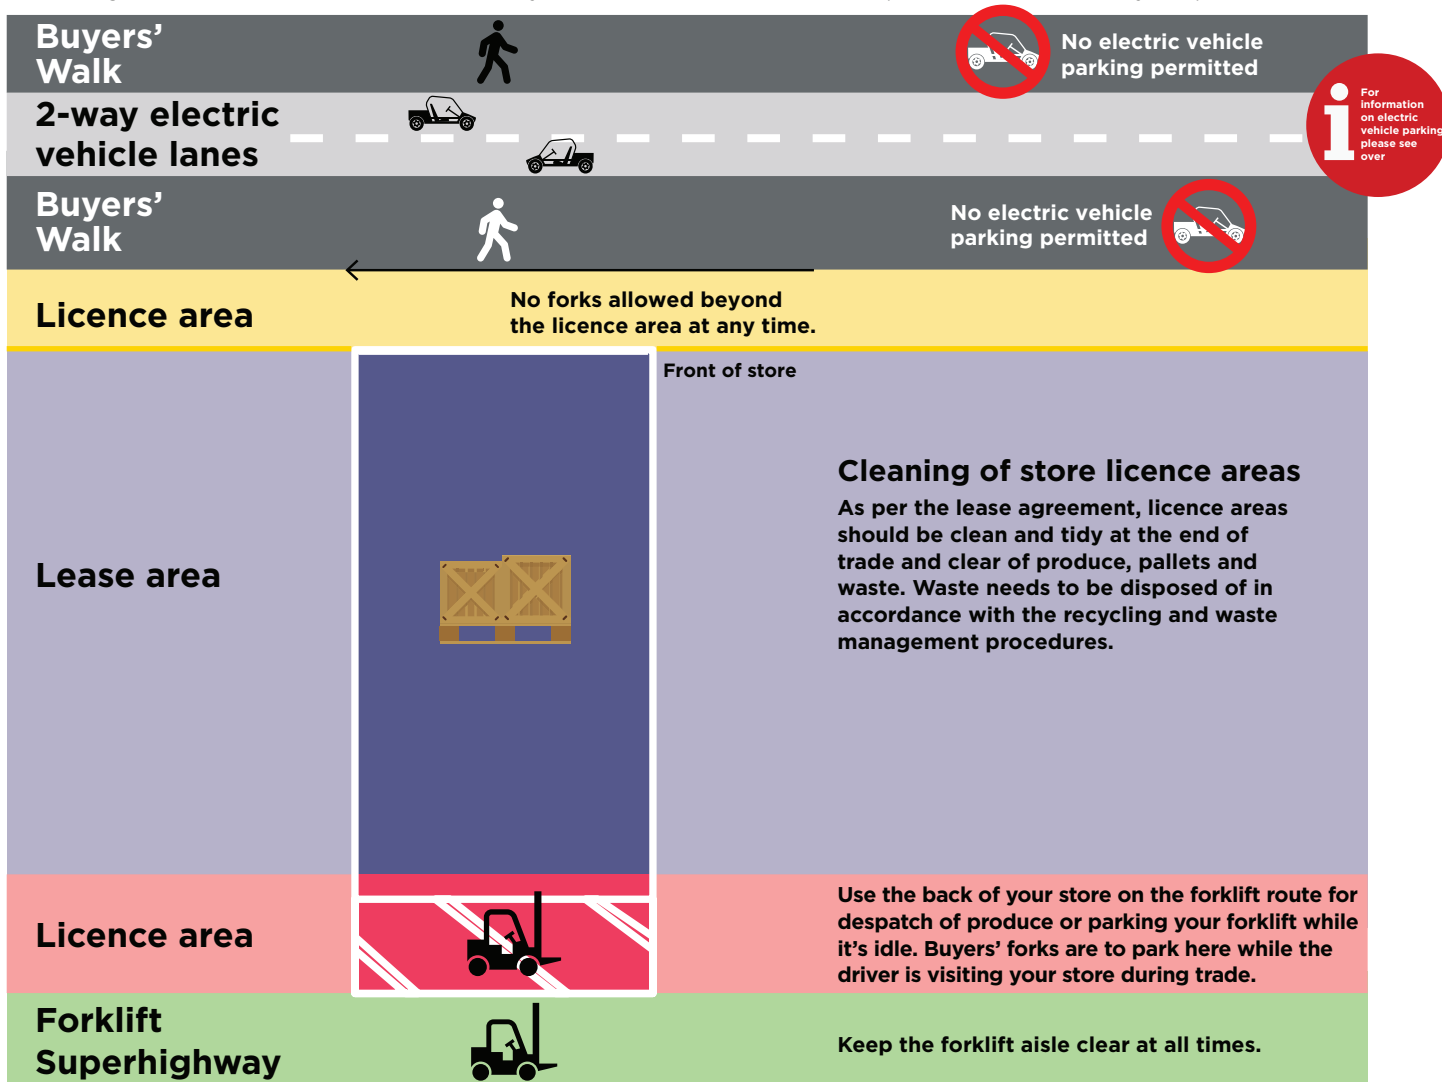 Buyers’
Walk
No electric vehicle
parking permitted
2-way electric
vehicle lanes
For
information
on electric
vehicle parking
please see
over
Buyers’
Walk
No electric vehicle
parking permitted
Licence area
No forks allowed beyond
the licence area at any time.
Front of store
Lease area
Cleaning of store licence areas
As per the lease agreement, licence areas
should be clean and tidy at the end of
trade and clear of produce, pallets and
waste. Waste needs to be disposed of in
accordance with the recycling and waste
management procedures.
Licence area
Use the back of your store on the forklift route for
despatch of produce or parking your forklift while
it’s idle. Buyers’ forks are to park here while the
driver is visiting your store during trade.
Forklift
Superhighway
Keep the forklift aisle clear at all times.